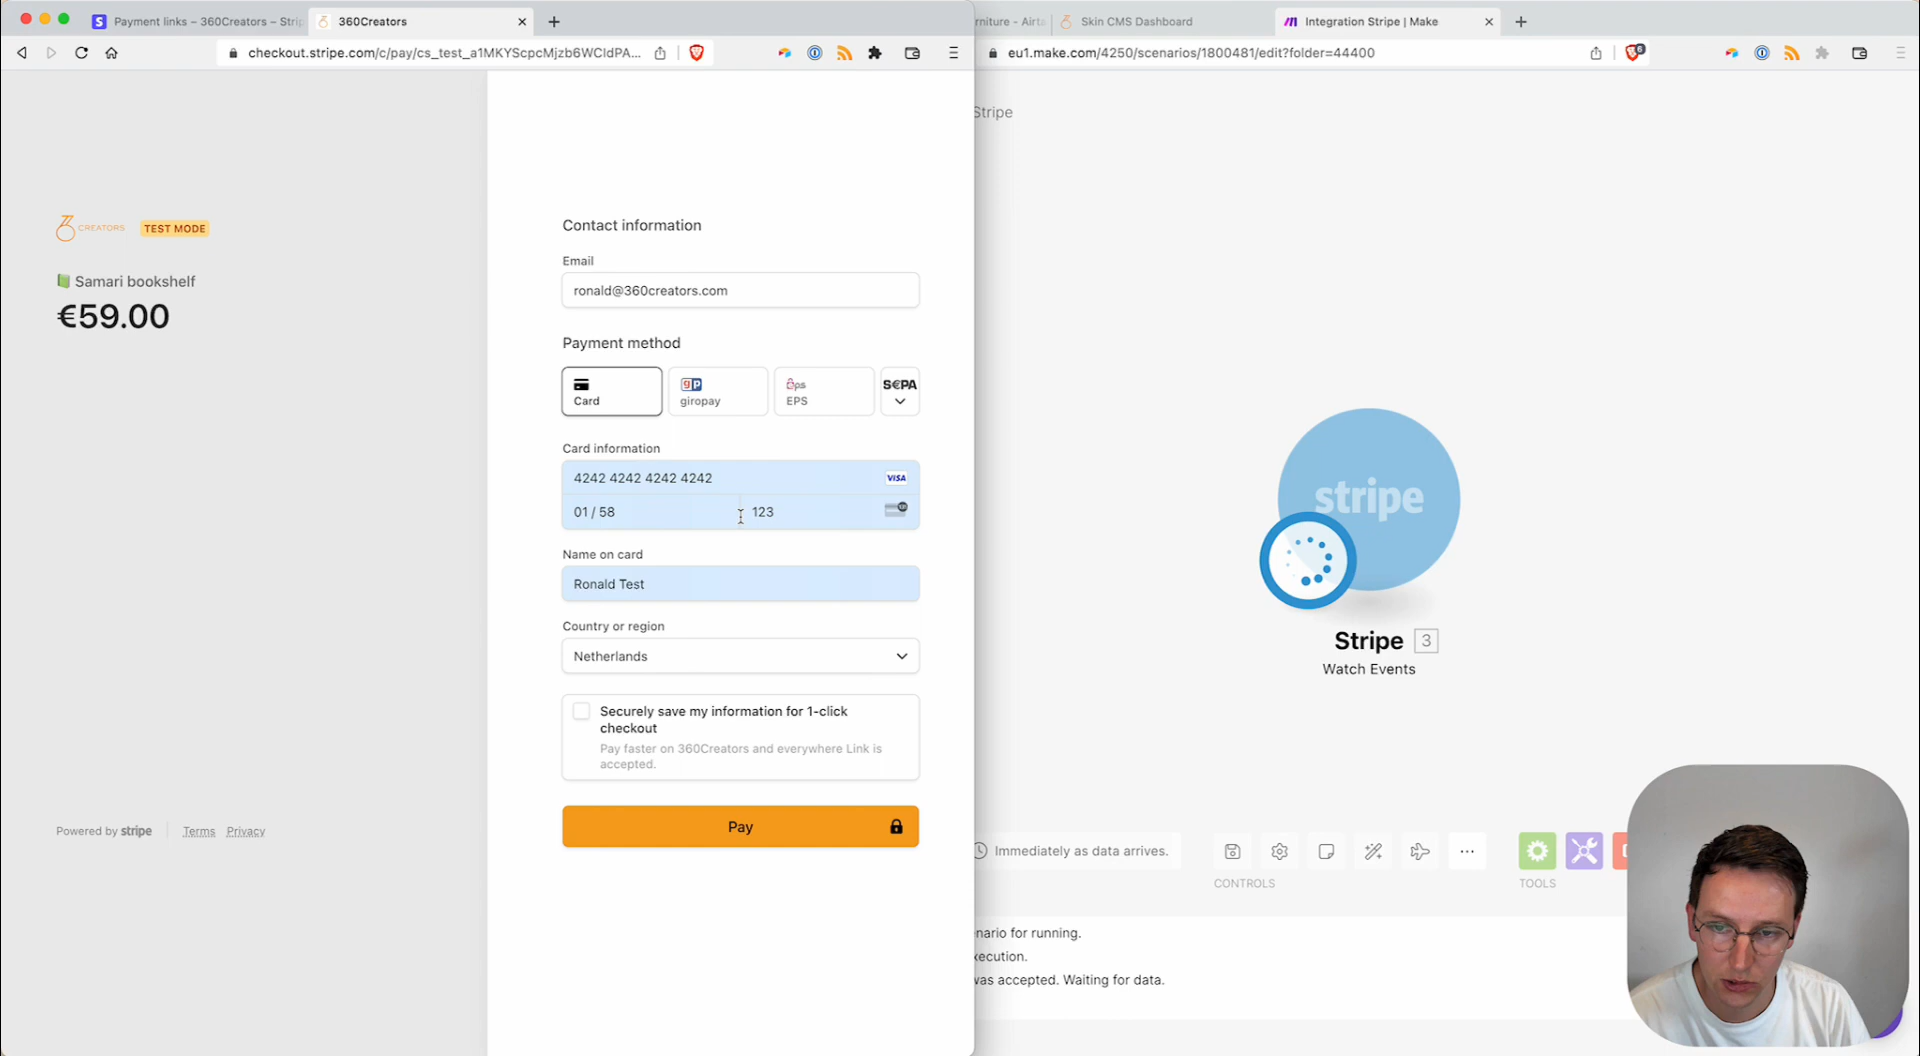 Payment links – 360Creators – Strip
360Creators
checkout.stripe.com/c/pay/cs_test_a1MKYScpcMjzb6WCldPA...
CREATORS
TEST MODE
Samari bookshelf
€59.00
Powered by stripe
Terms
Privacy
Contact information
Email
ronald@360creators.com
Payment method
Card
giropay
EPS
SEPA
Card information
4242 4242 4242 4242
VISA
01 / 58
123
Name on card
Ronald Test
Country or region
Netherlands
Securely save my information for 1-click
checkout
Pay faster on 360Creators and everywhere Link is
accepted.
Pay
rniture - Airta
Skin CMS Dashboard
Integration Stripe | Make
eu1.make.com/4250/scenarios/1800481/edit?folder=44400
Stripe
stripe
Stripe 3
Watch Events
Immediately as data arrives.
CONTROLS
TOOLS
nario for running.
xecution.
was accepted. Waiting for data.